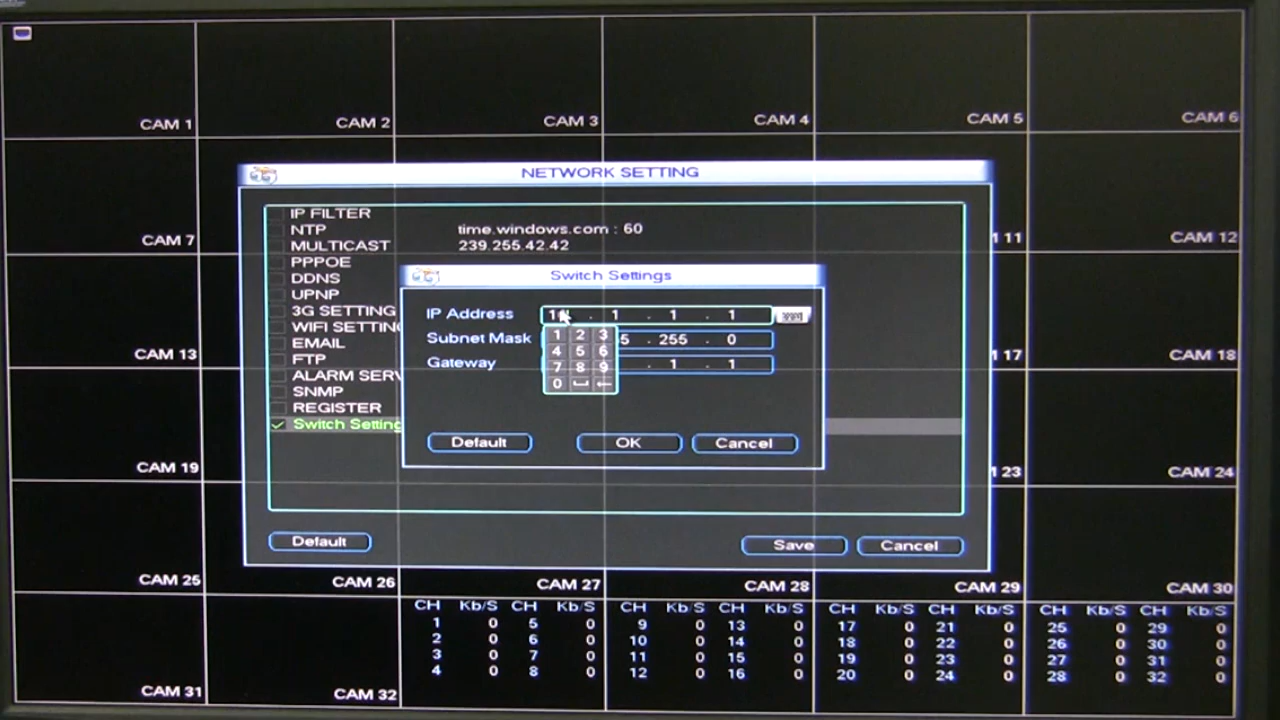 CAM 1 CAM 2 CAM 3 CAM 4 CAM 5 CAM 6
NETWORK SETTING
IP FILTER
NTP time.windows.com : 60
MULTICAST 239.255.42.42
CAM 7 11 CAM 12
PPPOE
DDNS
UPNP
3G SETTING
WIFI SETTIN
EMAIL
FTP
ALARM SERV
SNMP
REGISTER
Switch Setting
Switch Settings
IP Address . 1 . 1 . 1
Subnet Mask 5 . 255 . 0
Gateway . 1 . 1
1 2 3
4 5 6
7 8 9
0 ←
Default OK Cancel
CAM 13 17 CAM 18
CAM 19 23 CAM 24
Default Save Cancel
CAM 25 CAM 26 CAM 27 CAM 28 CAM 29 CAM 30
CH Kb/S CH Kb/S CH Kb/S CH Kb/S CH Kb/S CH Kb/S CH Kb/S CH Kb/S
1 0 5 0 9 0 13 0 17 0 21 0 25 0 29 0
2 0 6 0 10 0 14 0 18 0 22 0 26 0 30 0
3 0 7 0 11 0 15 0 19 0 23 0 27 0 31 0
4 0 8 0 12 0 16 0 20 0 24 0 28 0 32 0
CAM 31 CAM 32